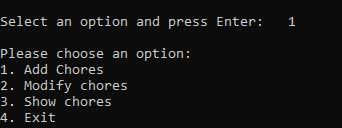 Select an option and press Enter:   1
Please choose an option:
1. Add Chores
2. Modify chores
3. Show chores
4. Exit